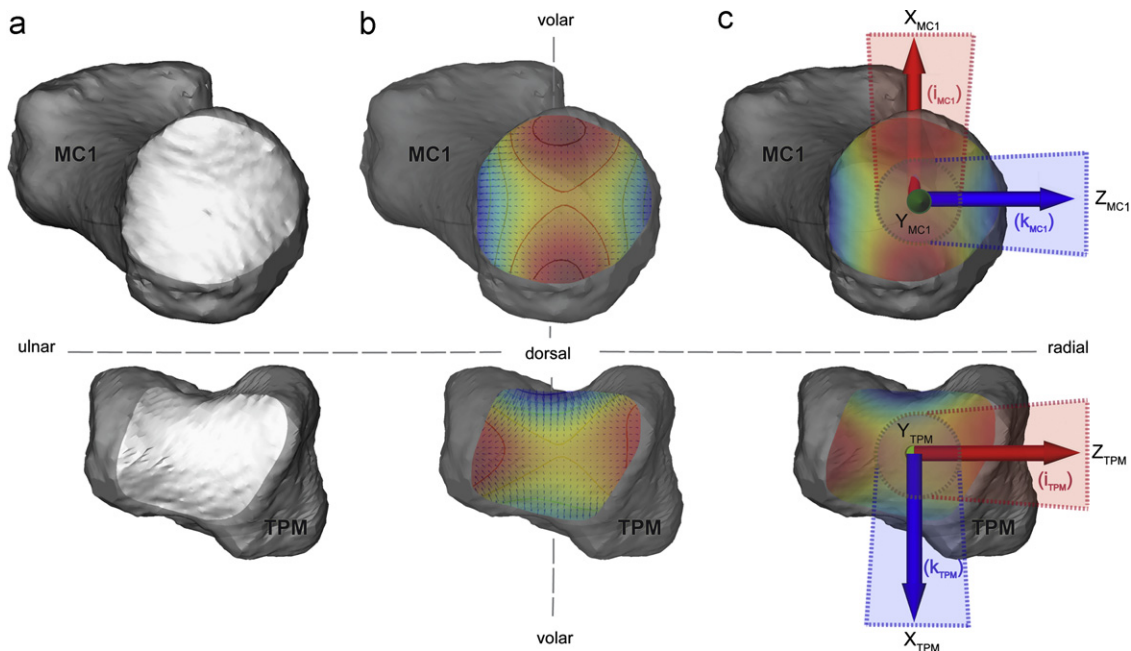 a
b
c
volar
X MC1
(i MC1)
MC1
MC1
MC1
Z MC1
(k MC1)
Y MC1
ulnar
dorsal
radial
Y TPM
Z TPM
(i TPM)
TPM
TPM
TPM
(k TPM)
volar
X TPM